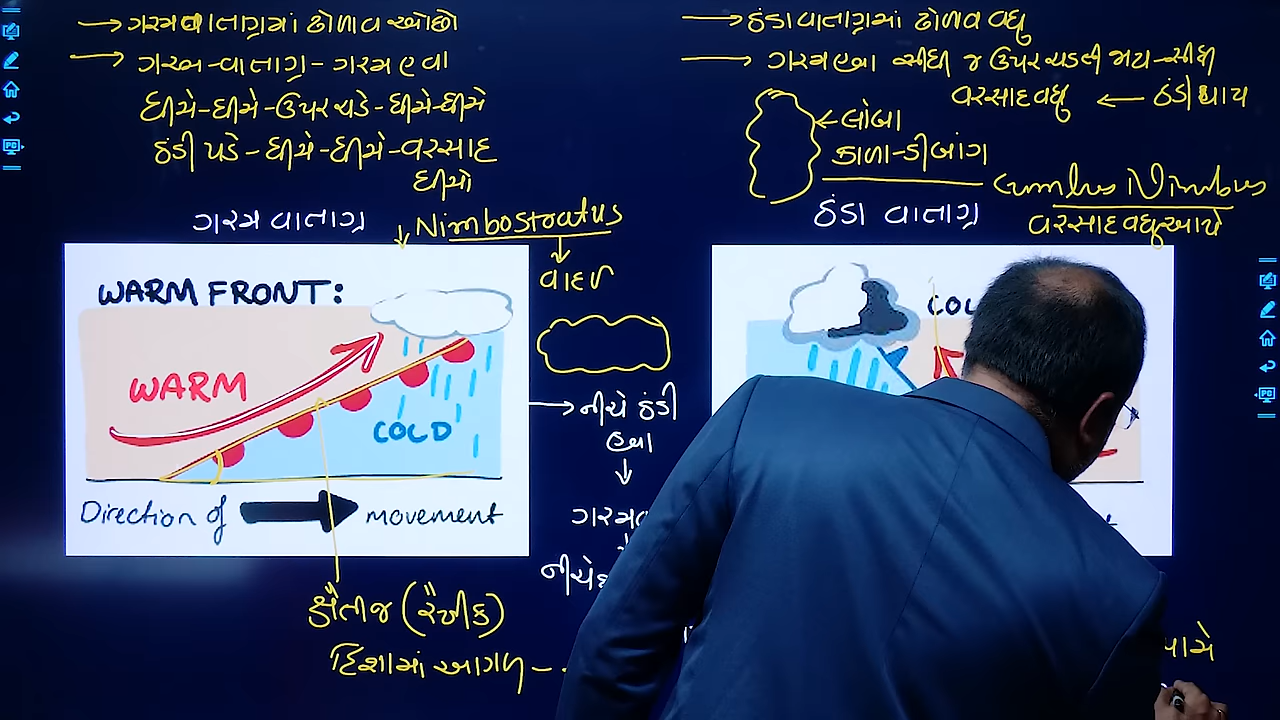 → ગરમ વાતાગ્રમાં ઢોળાવ ઓછો
→ ગરમ-વાતાગ્ર-ગરમ હવા
ધીમે-ધીમે-ઉપર ચડે-ધીમે-ધીમે
ઠંડી પડે-ધીમે-ધીમે-વરસાદ
ધીમો
ગરમ વાતાગ્ર
↓ Nimbostratus
↓
વાદળ
WARM FRONT:
WARM
COLD
Direction of
movement
→ નીચે ઠંડી
હવા
↓
ક્ષૈતીજ (રૈખીક)
દિશામાં આગળ - -
→ ઠંડા વાતાગ્રમાં ઢોળાવ વધુ
→ ગરમ હવા સીધી જ ઉપર ચડતી જાય-સીધી
વરસાદ વધુ ← ઠંડી થાય
← લાંબા
કાળા-ડીબાંગ
Cumulus Nimbus
ઠંડા વાતાગ્ર
વરસાદ વધુ આપે